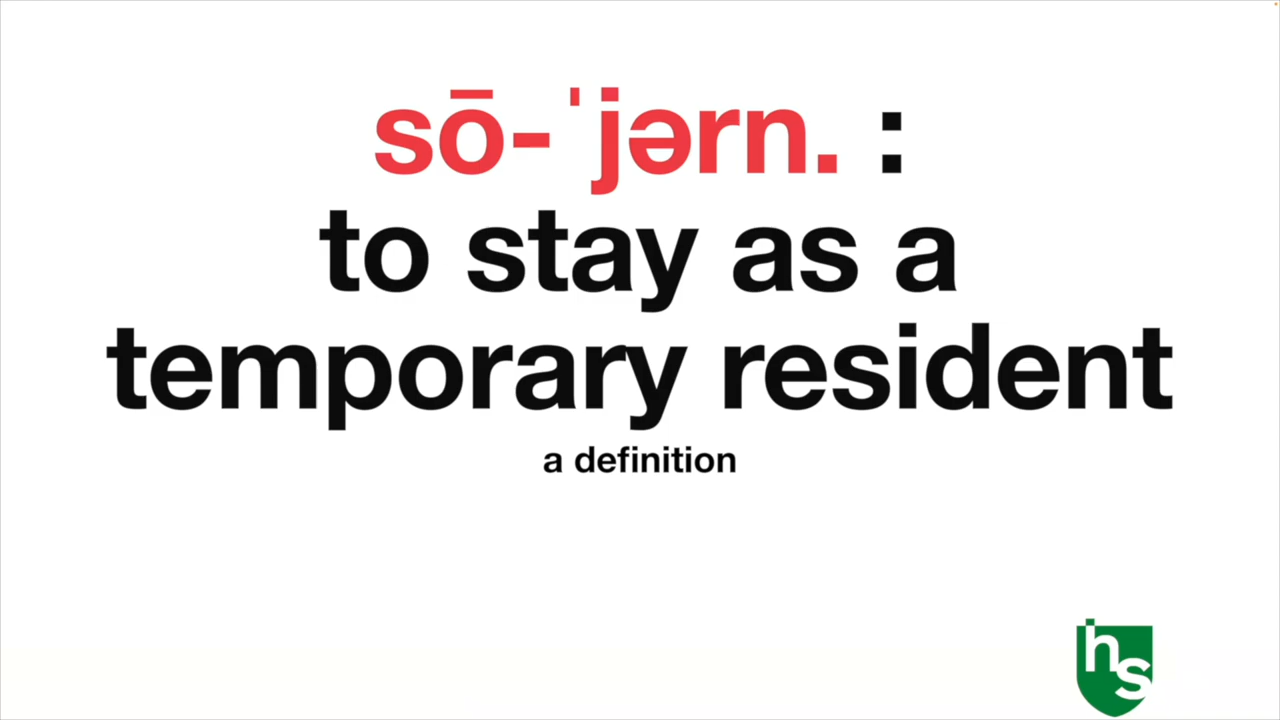 sō-ˈjərn. :
to stay as a
temporary resident
a definition
hs